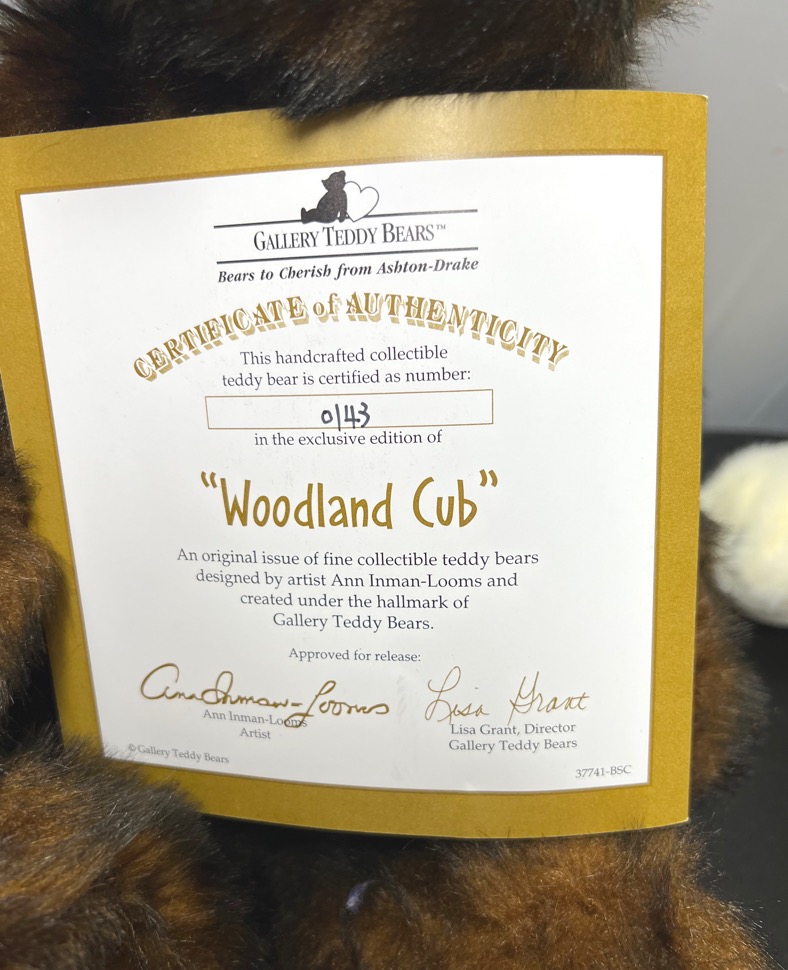 GALLERY TEDDY BEARS™
Bears to Cherish from Ashton-Drake
CERTIFICATE of AUTHENTICITY
This handcrafted collectible
teddy bear is certified as number:
0143
in the exclusive edition of
"Woodland Cub"
An original issue of fine collectible teddy bears
designed by artist Ann Inman-Looms and
created under the hallmark of
Gallery Teddy Bears.
Approved for release:
Ann Inman-Looms
Lisa Grant
Ann Inman-Looms
Artist
Lisa Grant, Director
Gallery Teddy Bears
© Gallery Teddy Bears
37741-BSC